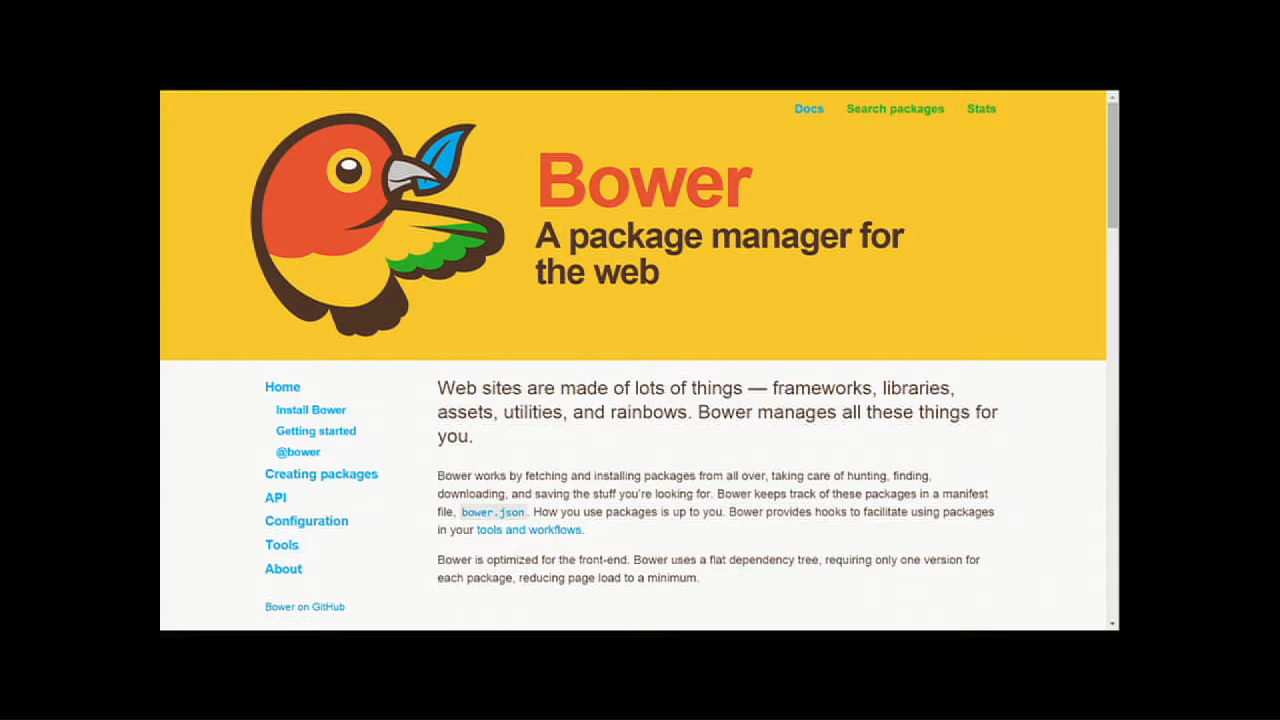 Docs Search packages Stats
Bower
A package manager for
the web
Home
Install Bower
Getting started
@bower
Creating packages
API
Configuration
Tools
About
Bower on GitHub
Web sites are made of lots of things — frameworks, libraries,
assets, utilities, and rainbows. Bower manages all these things for
you.
Bower works by fetching and installing packages from all over, taking care of hunting, finding,
downloading, and saving the stuff you're looking for. Bower keeps track of these packages in a manifest
file, bower.json. How you use packages is up to you. Bower provides hooks to facilitate using packages
in your tools and workflows.
Bower is optimized for the front-end. Bower uses a flat dependency tree, requiring only one version for
each package, reducing page load to a minimum.